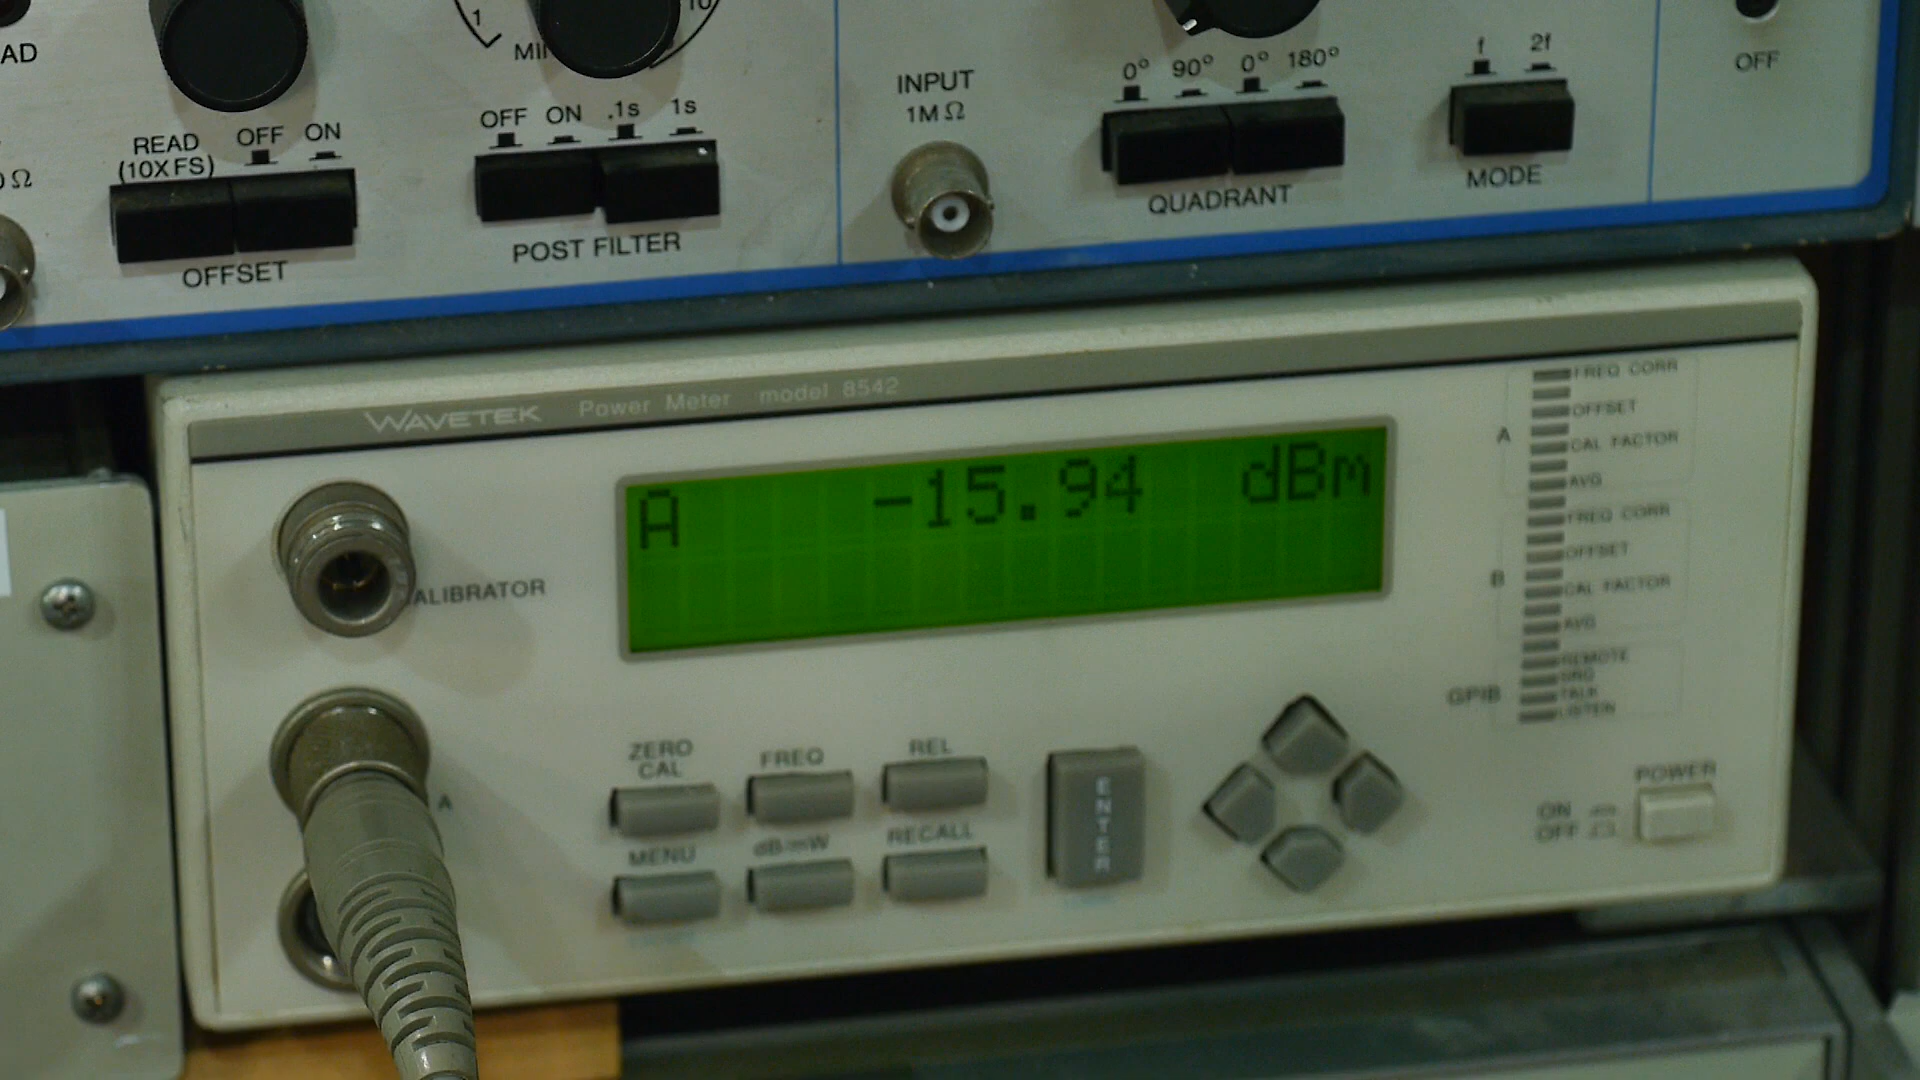 AD
1
MIN
10
INPUT
1MΩ
0° 90° 0° 180°
f 2f
OFF
READ
(10X FS)
OFF ON
OFF ON .1s 1s
Ω
OFFSET
POST FILTER
QUADRANT
MODE
WAVETEK Power Meter model 8542
A -15.94 dBm
ALIBRATOR
A
FREQ CORR
OFFSET
CAL FACTOR
AVG
B
FREQ CORR
OFFSET
CAL FACTOR
AVG
GPIB
REMOTE
SRQ
TALK
LISTEN
A
ZERO
CAL
FREQ
REL
MENU
dB/mW
RECALL
ENTER
POWER
ON
OFF